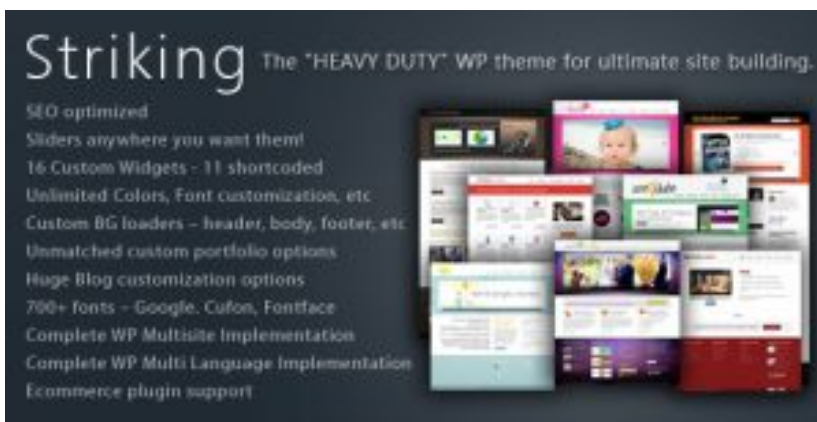 Striking The "HEAVY DUTY" WP theme for ultimate site building.
SEO optimized
Sliders anywhere you want them!
16 Custom Widgets - 11 shortcoded
Unlimited Colors, Font customization, etc
Custom BG loaders – header, body, footer, etc
Unmatched custom portfolio options
Huge Blog customization options
700+ fonts – Google, Cufon, Fontface
Complete WP Multisite Implementation
Complete WP Multi Language Implementation
Ecommerce plugin support